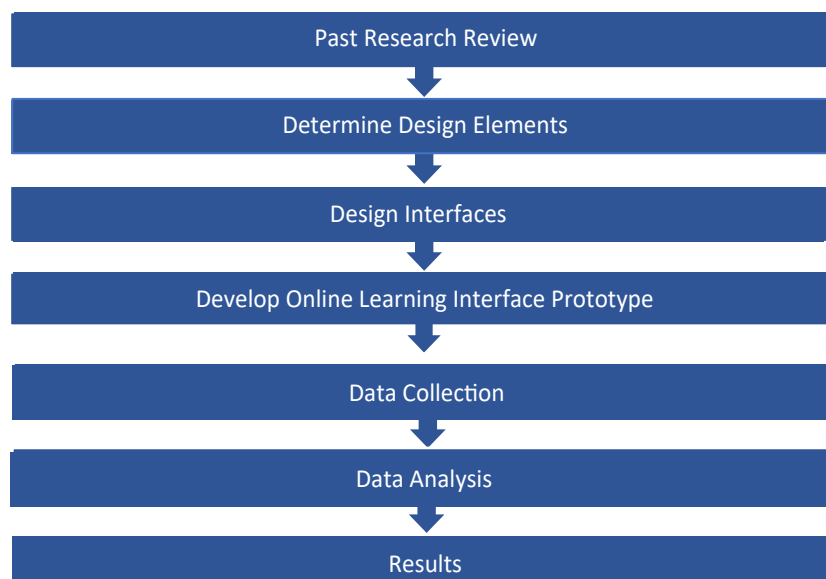 Past Research Review
Determine Design Elements
Design Interfaces
Develop Online Learning Interface Prototype
Data Collection
Data Analysis
Results